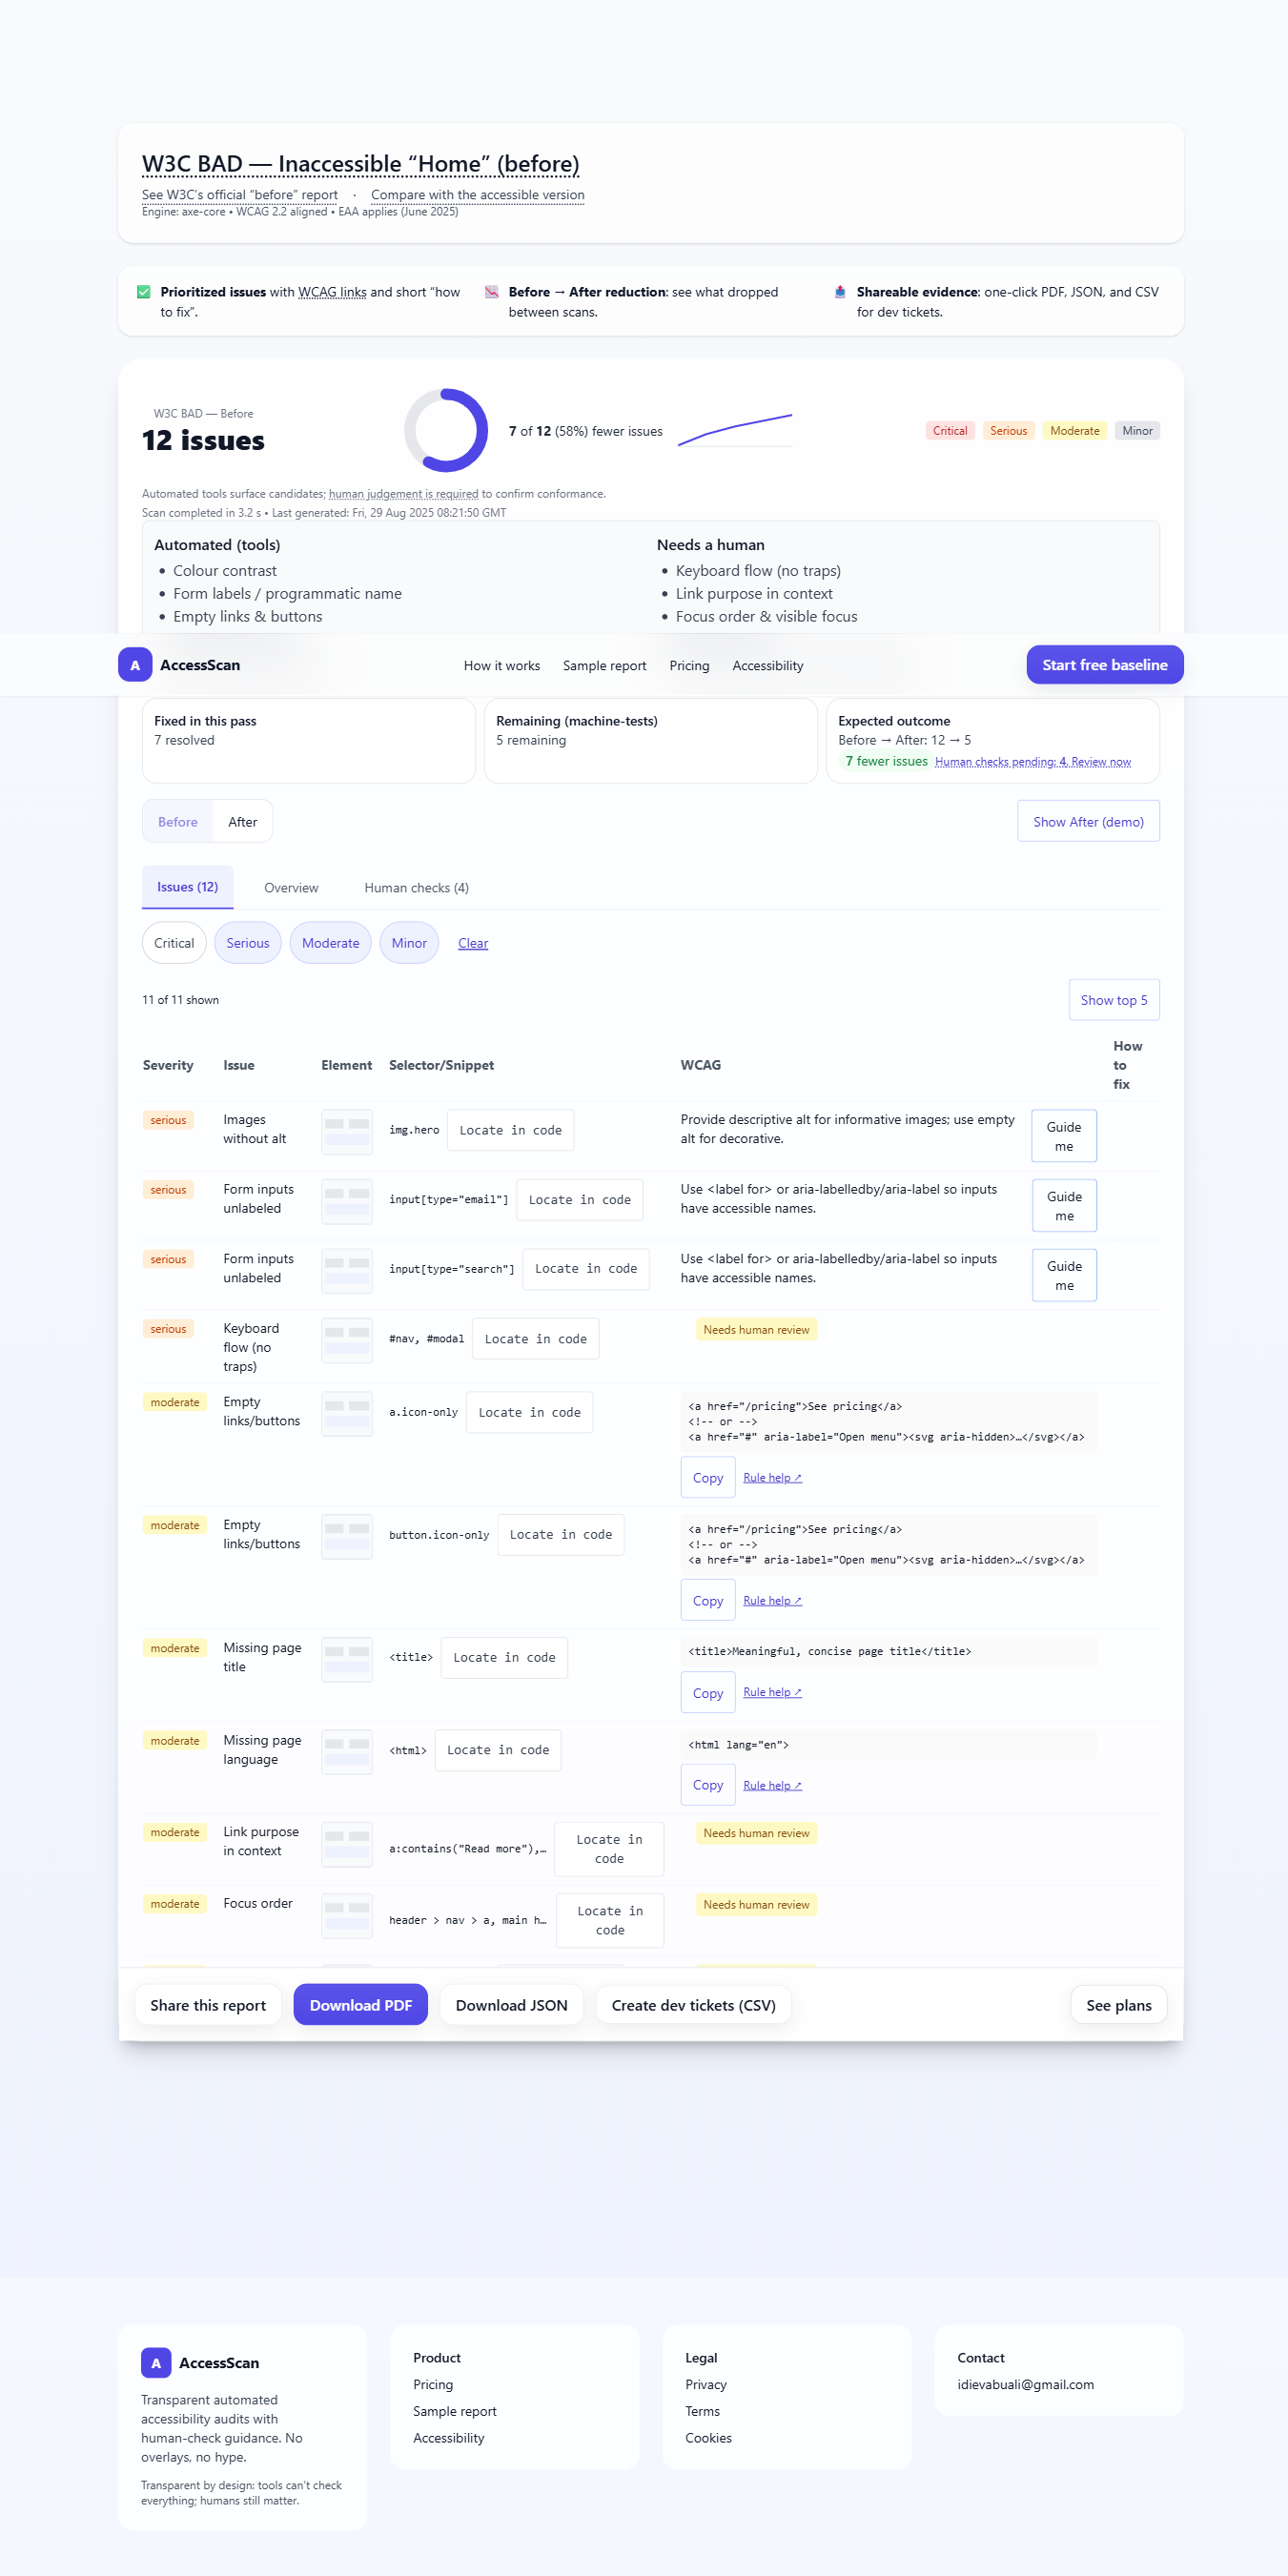 W3C BAD — Inaccessible “Home” (before)
See W3C's official “before” report · Compare with the accessible version
Engine: axe-core • WCAG 2.2 aligned • EAA applies (June 2025)
Prioritized issues with WCAG links and short “how
to fix”.
Before → After reduction: see what dropped
between scans.
Shareable evidence: one-click PDF, JSON, and CSV
for dev tickets.
W3C BAD — Before
12 issues
7 of 12 (58%) fewer issues
Critical Serious Moderate Minor
Automated tools surface candidates; human judgement is required to confirm conformance.
Scan completed in 3.2 s • Last generated: Fri, 29 Aug 2025 08:21:50 GMT
Automated (tools)
• Colour contrast
• Form labels / programmatic name
• Empty links & buttons
Needs a human
• Keyboard flow (no traps)
• Link purpose in context
• Focus order & visible focus
A AccessScan How it works Sample report Pricing Accessibility Start free baseline
Fixed in this pass
7 resolved
Remaining (machine-tests)
5 remaining
Expected outcome
Before → After: 12 → 5
7 fewer issues Human checks pending: 4. Review now
Before After Show After (demo)
Issues (12) Overview Human checks (4)
Critical Serious Moderate Minor Clear
11 of 11 shown Show top 5
Severity Issue Element Selector/Snippet WCAG How
to
fix
serious Images
without alt
img.hero Locate in code
Provide descriptive alt for informative images; use empty
alt for decorative.
Guide
me
serious Form inputs
unlabeled
input[type="email"] Locate in code
Use <label for> or aria-labelledby/aria-label so inputs
have accessible names.
Guide
me
serious Form inputs
unlabeled
input[type="search"] Locate in code
Use <label for> or aria-labelledby/aria-label so inputs
have accessible names.
Guide
me
serious Keyboard
flow (no
traps)
#nav, #modal Locate in code
Needs human review
moderate Empty
links/buttons
a.icon-only Locate in code
<a href="/pricing">See pricing</a>
<!-- or -->
<a href="#" aria-label="Open menu"><svg aria-hidden>…</svg></a>
Copy Rule help ↗
moderate Empty
links/buttons
button.icon-only Locate in code
<a href="/pricing">See pricing</a>
<!-- or -->
<a href="#" aria-label="Open menu"><svg aria-hidden>…</svg></a>
Copy Rule help ↗
moderate Missing page
title
<title> Locate in code
<title>Meaningful, concise page title</title>
Copy Rule help ↗
moderate Missing page
language
<html> Locate in code
<html lang="en">
Copy Rule help ↗
moderate Link purpose
in context
a:contains("Read more"),… Locate in
code
Needs human review
moderate Focus order
header > nav > a, main h… Locate in
code
Needs human review
Share this report Download PDF Download JSON Create dev tickets (CSV) See plans
A AccessScan
Transparent automated
accessibility audits with
human-check guidance. No
overlays, no hype.
Transparent by design: tools can't check
everything; humans still matter.
Product
Pricing
Sample report
Accessibility
Legal
Privacy
Terms
Cookies
Contact
idievabuali@gmail.com